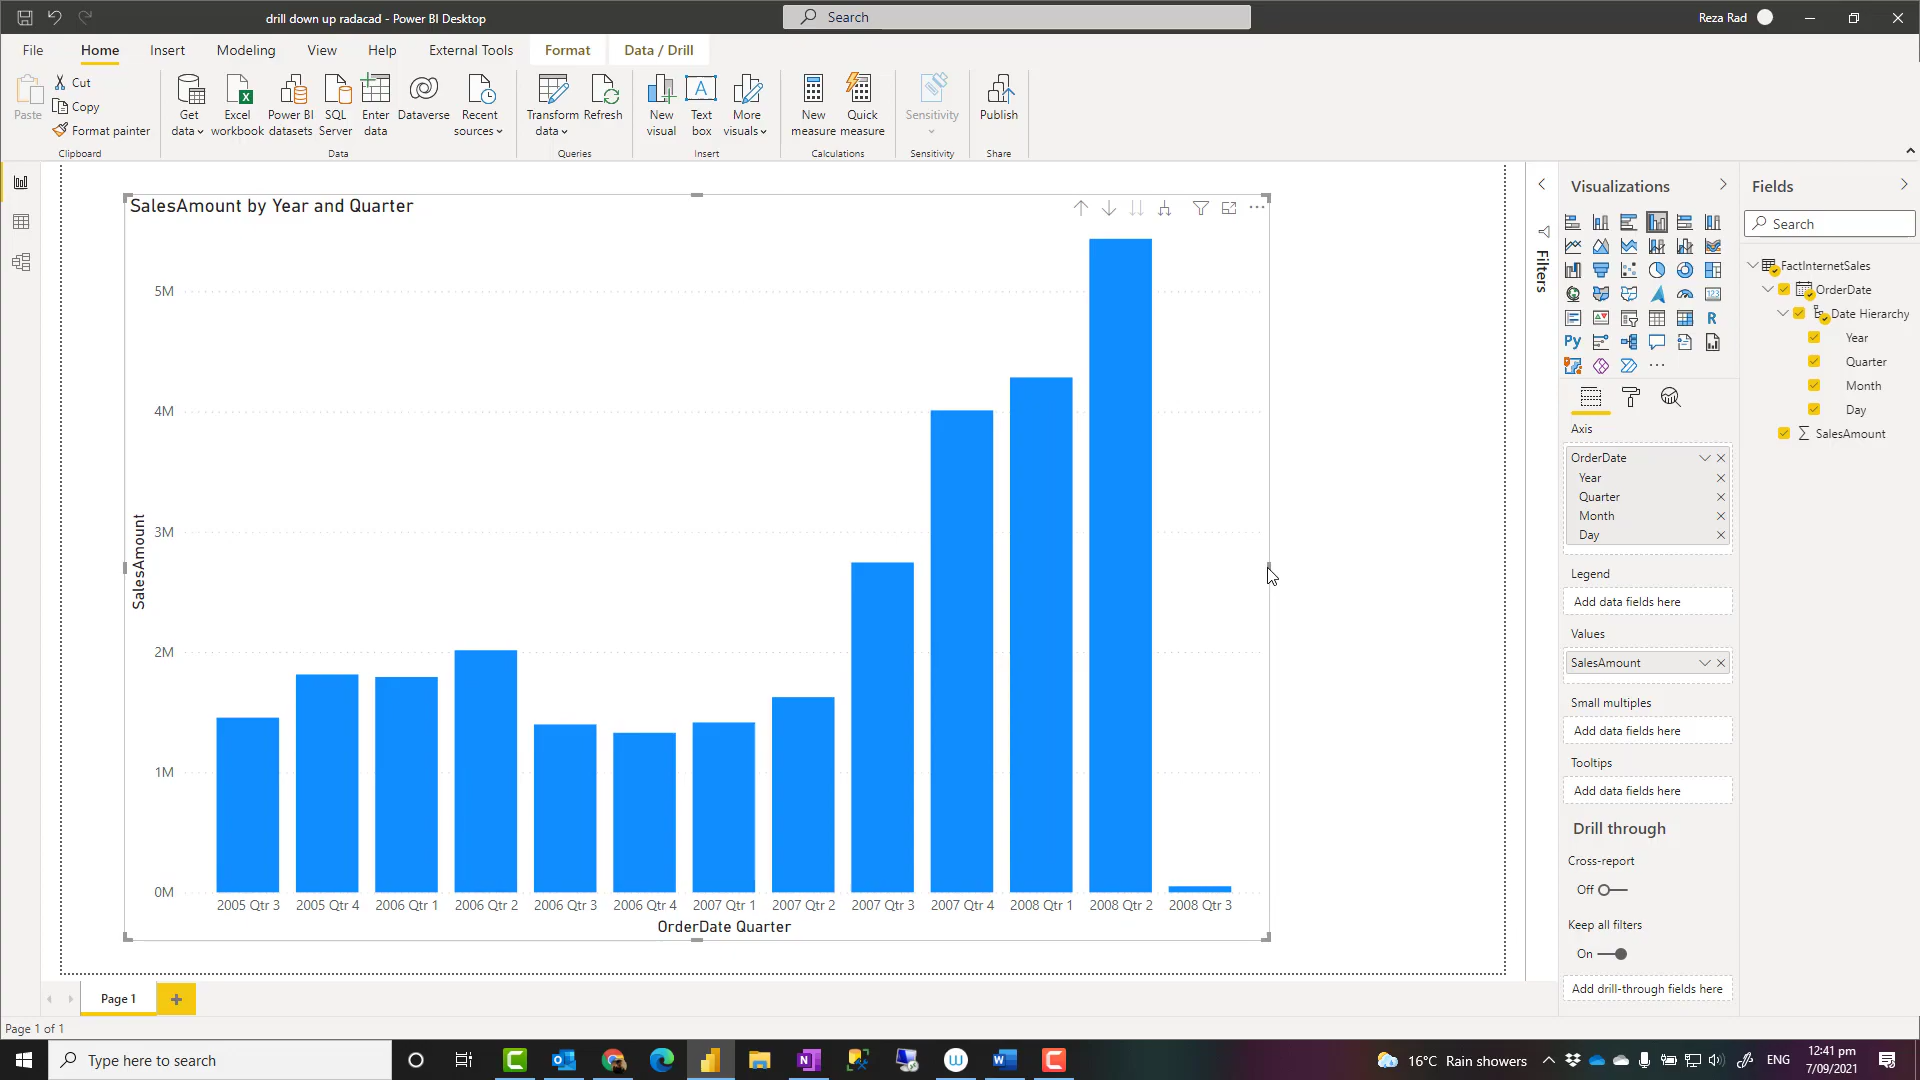 drill down up radacad - Power BI Desktop
Search
Reza Rad
File
Home
Insert
Modeling
View
Help
External Tools
Format
Data / Drill
Paste
Cut
Copy
Format painter
Clipboard
Get data
Excel workbook
Power BI datasets
SQL Server
Enter data
Dataverse
Recent sources
Data
Transform data
Refresh
Queries
New visual
Text box
More visuals
Insert
New measure
Quick measure
Calculations
Sensitivity
Sensitivity
Publish
Share
SalesAmount by Year and Quarter
5M
4M
3M
2M
1M
0M
SalesAmount
2005 Qtr 3
2005 Qtr 4
2006 Qtr 1
2006 Qtr 2
2006 Qtr 3
2006 Qtr 4
2007 Qtr 1
2007 Qtr 2
2007 Qtr 3
2007 Qtr 4
2008 Qtr 1
2008 Qtr 2
2008 Qtr 3
OrderDate Quarter
Filters
Visualizations
R
Py
123
Axis
OrderDate
Year
Quarter
Month
Day
Legend
Add data fields here
Values
SalesAmount
Small multiples
Add data fields here
Tooltips
Add data fields here
Drill through
Cross-report
Off
Keep all filters
On
Add drill-through fields here
Fields
Search
FactInternetSales
OrderDate
Date Hierarchy
Year
Quarter
Month
Day
SalesAmount
Page 1
Page 1 of 1
Type here to search
16°C Rain showers
ENG
12:41 pm
7/09/2021